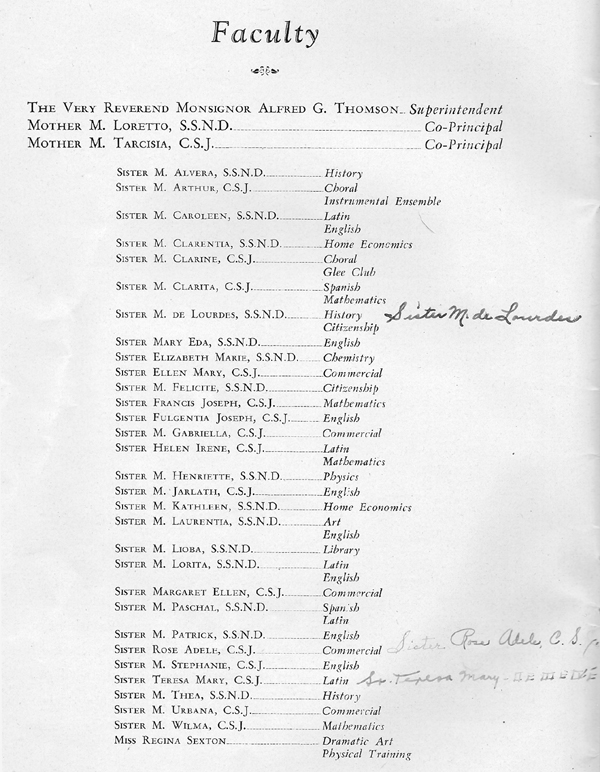 Faculty
The Very Reverend Monsignor Alfred G. Thomson Superintendent
Mother M. Loretto, S.S.N.D. Co-Principal
Mother M. Tarcisia, C.S.J. Co-Principal
Sister M. Alvera, S.S.N.D. History
Sister M. Arthur, C.S.J. Choral
Instrumental Ensemble
Sister M. Caroleen, S.S.N.D. Latin
English
Sister M. Clarentia, S.S.N.D. Home Economics
Sister M. Clarine, C.S.J. Choral
Glee Club
Sister M. Clarita, C.S.J. Spanish
Mathematics
Sister M. de Lourdes, S.S.N.D. History Sister M. de Lourdes
Citizenship
Sister Mary Eda, S.S.N.D. English
Sister Elizabeth Marie, S.S.N.D. Chemistry
Sister Ellen Mary, C.S.J. Commercial
Sister M. Felicite, S.S.N.D. Citizenship
Sister Francis Joseph, C.S.J. Mathematics
Sister Fulgentia Joseph, C.S.J. English
Sister M. Gabriella, C.S.J. Commercial
Sister Helen Irene, C.S.J. Latin
Mathematics
Sister M. Henriette, S.S.N.D. Physics
Sister M. Jarlath, C.S.J. English
Sister M. Kathleen, S.S.N.D. Home Economics
Sister M. Laurentia, S.S.N.D. Art
English
Sister M. Lioba, S.S.N.D. Library
Sister M. Lorita, S.S.N.D. Latin
English
Sister Margaret Ellen, C.S.J. Commercial
Sister M. Paschal, S.S.N.D. Spanish
Latin
Sister M. Patrick, S.S.N.D. English
Sister Rose Adele, C.S.J. Commercial Sister Rose Adele, C.S.J.
Sister M. Stephanie, C.S.J. English
Sister Teresa Mary, C.S.J. Latin Sr. Teresa Mary
Sister M. Thea, S.S.N.D. History
Sister M. Urbana, C.S.J. Commercial
Sister M. Wilma, C.S.J. Mathematics
Miss Regina Sexton Dramatic Art
Physical Training